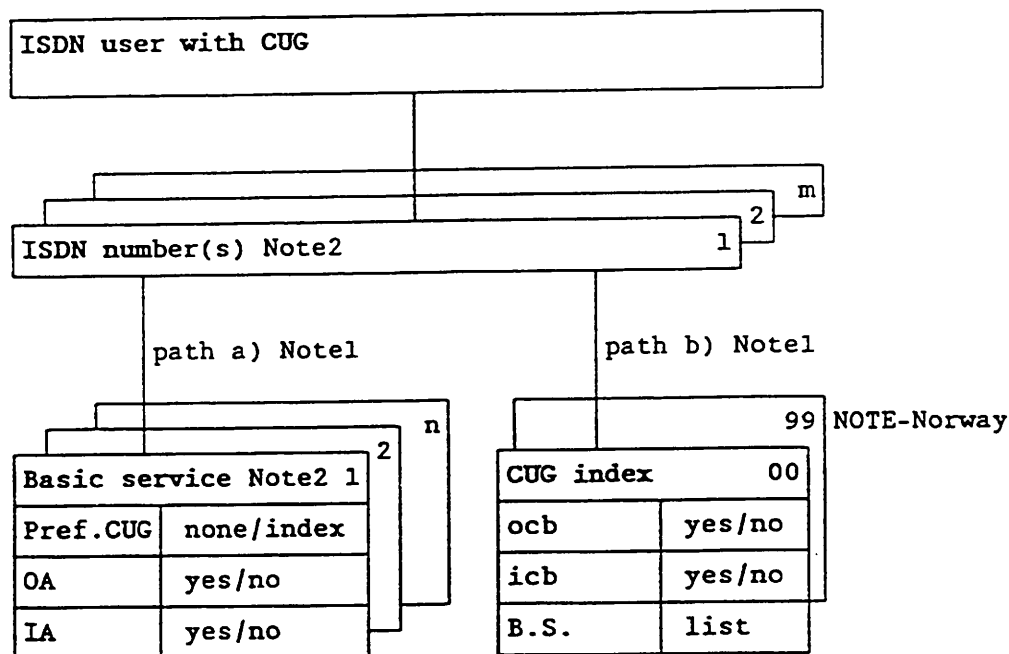 ISDN user with CUG
m
2
ISDN number(s) Note2 1
path a) Note1
path b) Note1
n
2
Basic service Note2 1
Pref.CUG none/index
OA yes/no
IA yes/no
99 NOTE-Norway
CUG index 00
ocb yes/no
icb yes/no
B.S. list